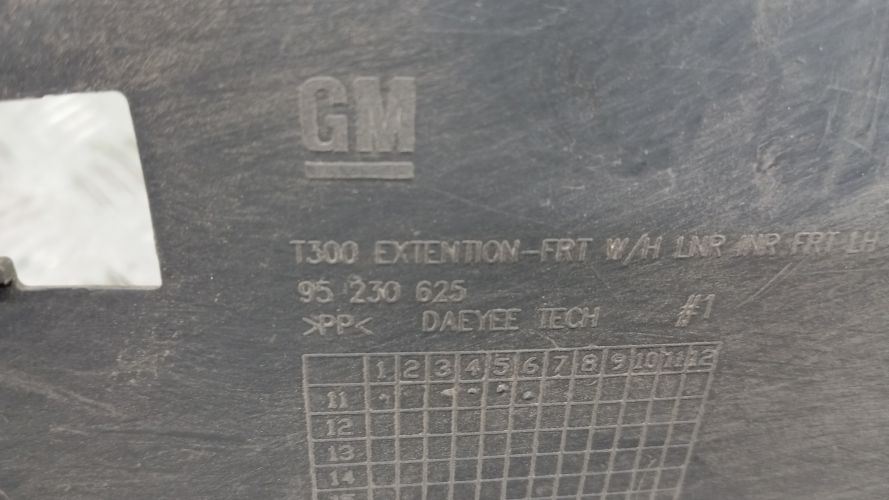 GM
T300 EXTENTION-FRT W/H LNR INR FRT LH
95 230 625
>PP< DAEYEE TECH #1
1 2 3 4 5 6 7 8 9 10 11 12
11
12
13
14